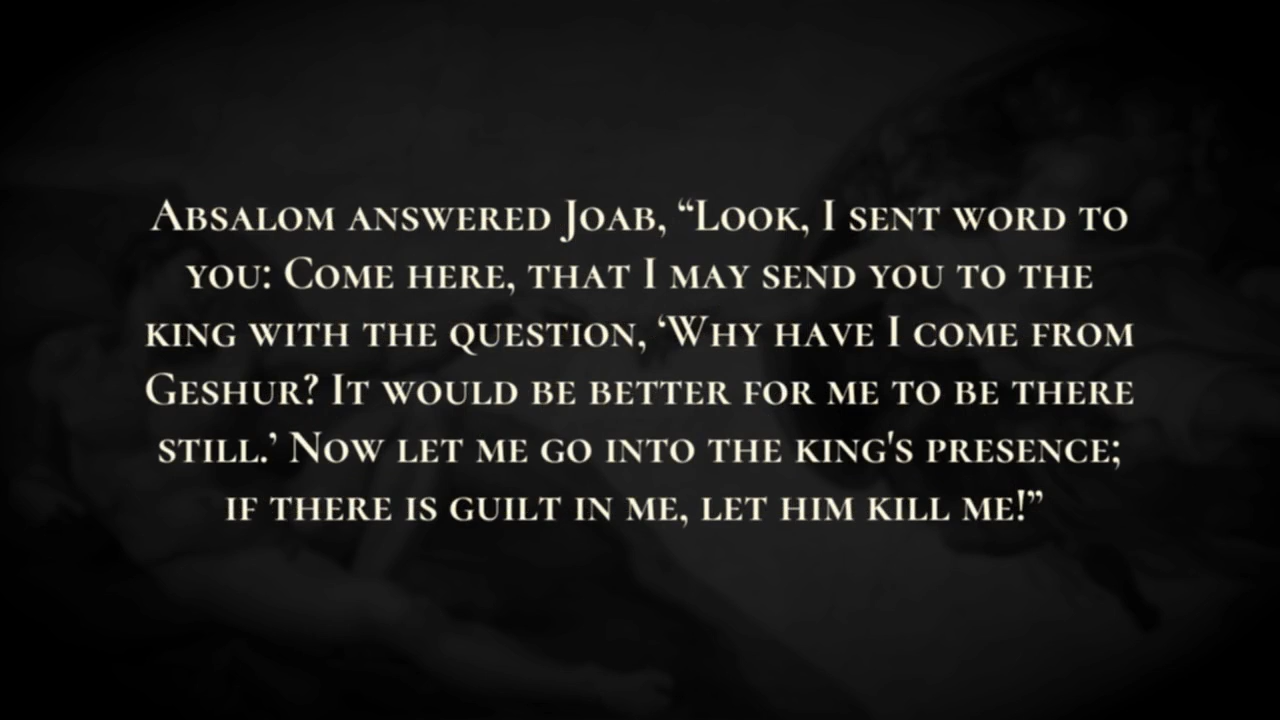 Absalom answered Joab, “Look, I sent word to
you: Come here, that I may send you to the
king with the question, ‘Why have I come from
Geshur? It would be better for me to be there
still.’ Now let me go into the king's presence;
if there is guilt in me, let him kill me!”